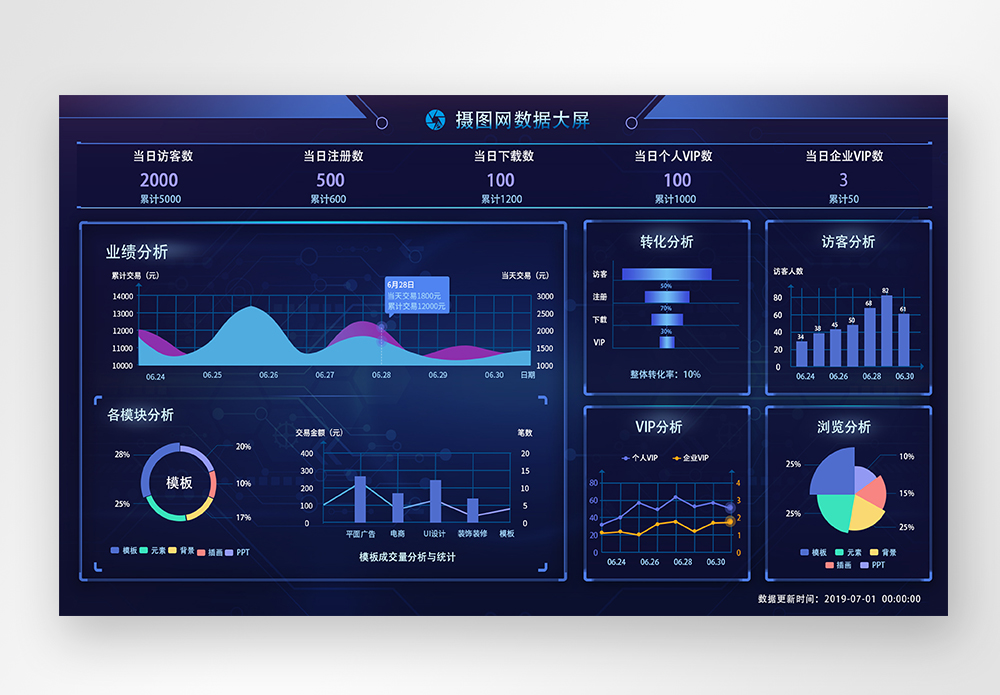 摄图网数据大屏
当日访客数
2000
累计5000
当日注册数
500
累计600
当日下载数
100
累计1200
当日个人VIP数
100
累计1000
当日企业VIP数
3
累计50
业绩分析
累计交易（元）
当天交易（元）
14000
13000
12000
11000
10000
3000
2500
2000
1500
1000
6月28日
当天交易1800元
累计交易12000元
06.24 06.25 06.26 06.27 06.28 06.29 06.30 日期
各模块分析
模板
28%
20%
10%
17%
25%
模板 元素 背景 插画 PPT
交易金额（元）
笔数
400
300
200
100
0
20
15
10
5
0
平面广告 电商 UI设计 装饰装修 模板
模板成交量分析与统计
转化分析
访客
50%
注册
70%
下载
30%
VIP
整体转化率：10%
访客分析
访客人数
80
60
40
20
0
34 38 45 50 68 82 61
06.24 06.26 06.28 06.30
VIP分析
个人VIP 企业VIP
80
60
40
20
0
4
3
2
1
0
06.24 06.26 06.28 06.30
浏览分析
25%
10%
15%
25%
25%
模板 元素 背景
插画 PPT
数据更新时间：2019-07-01 00:00:00